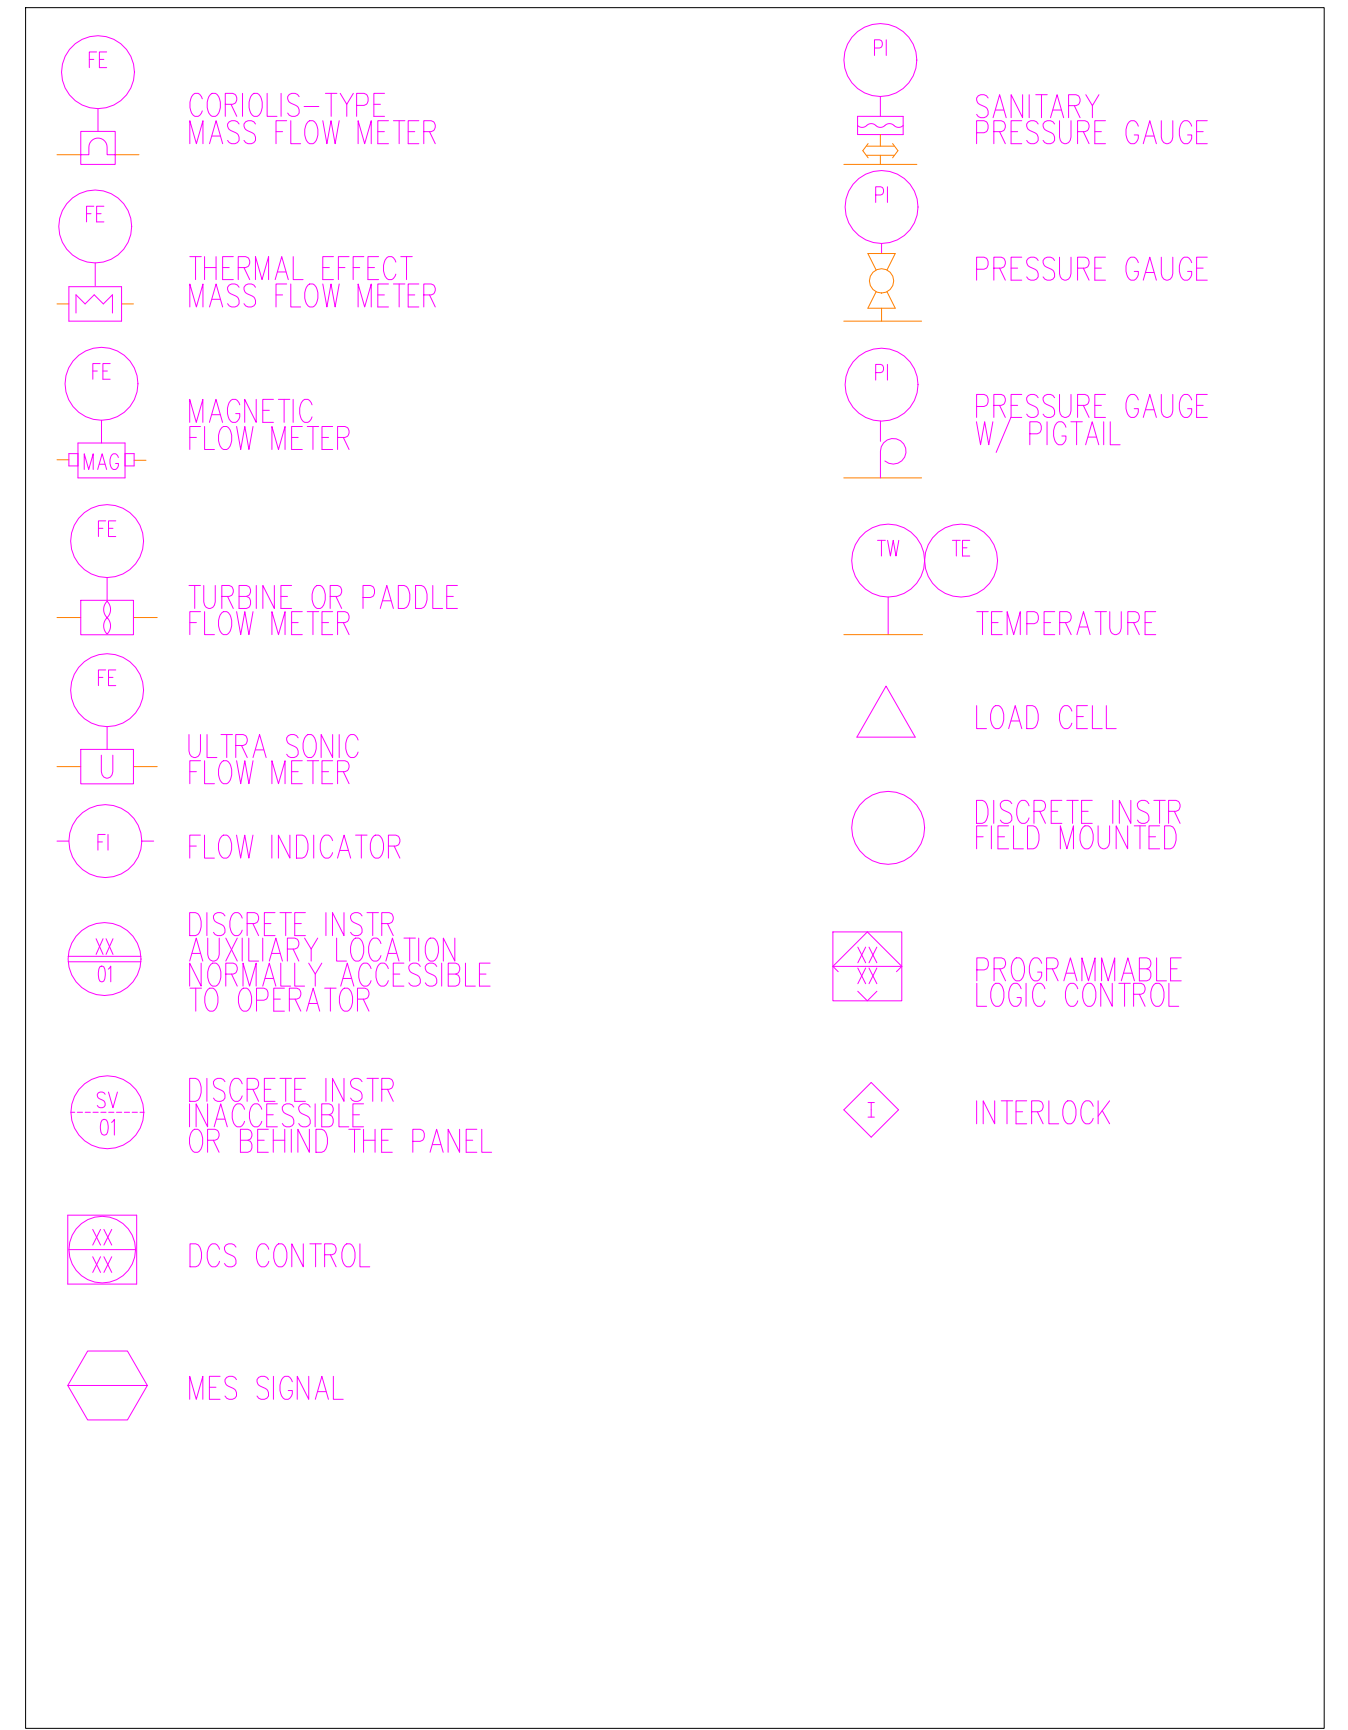 FE
CORIOLIS-TYPE
MASS FLOW METER
FE
THERMAL EFFECT
MASS FLOW METER
FE
MAG
MAGNETIC
FLOW METER
FE
TURBINE OR PADDLE
FLOW METER
FE
U
ULTRA SONIC
FLOW METER
FI
FLOW INDICATOR
XX
01
DISCRETE INSTR
AUXILIARY LOCATION
NORMALLY ACCESSIBLE
TO OPERATOR
SV
01
DISCRETE INSTR
INACCESSIBLE
OR BEHIND THE PANEL
XX
XX
DCS CONTROL
MES SIGNAL
PI
SANITARY
PRESSURE GAUGE
PI
PRESSURE GAUGE
PI
PRESSURE GAUGE
W/ PIGTAIL
TW TE
TEMPERATURE
LOAD CELL
DISCRETE INSTR
FIELD MOUNTED
XX
XX
PROGRAMMABLE
LOGIC CONTROL
I
INTERLOCK